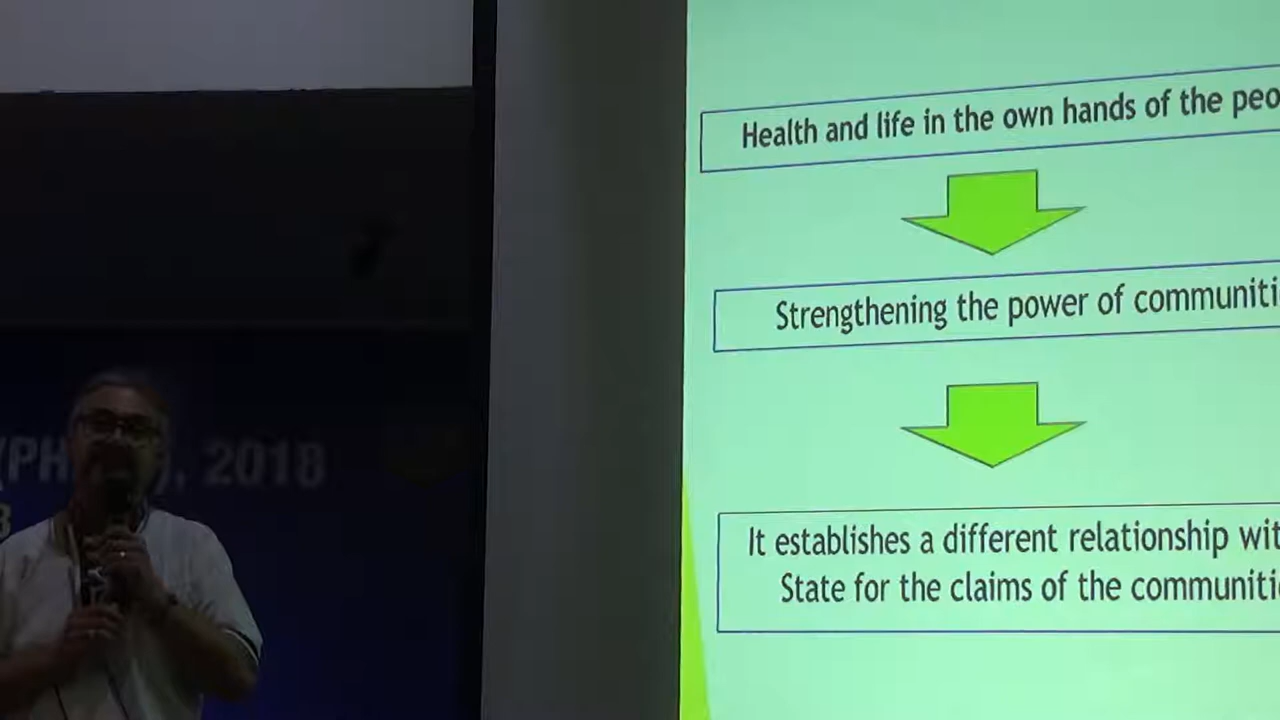 Health and life in the own hands of the peo
Strengthening the power of communiti
It establishes a different relationship wit
State for the claims of the communiti
(PH
), 2018